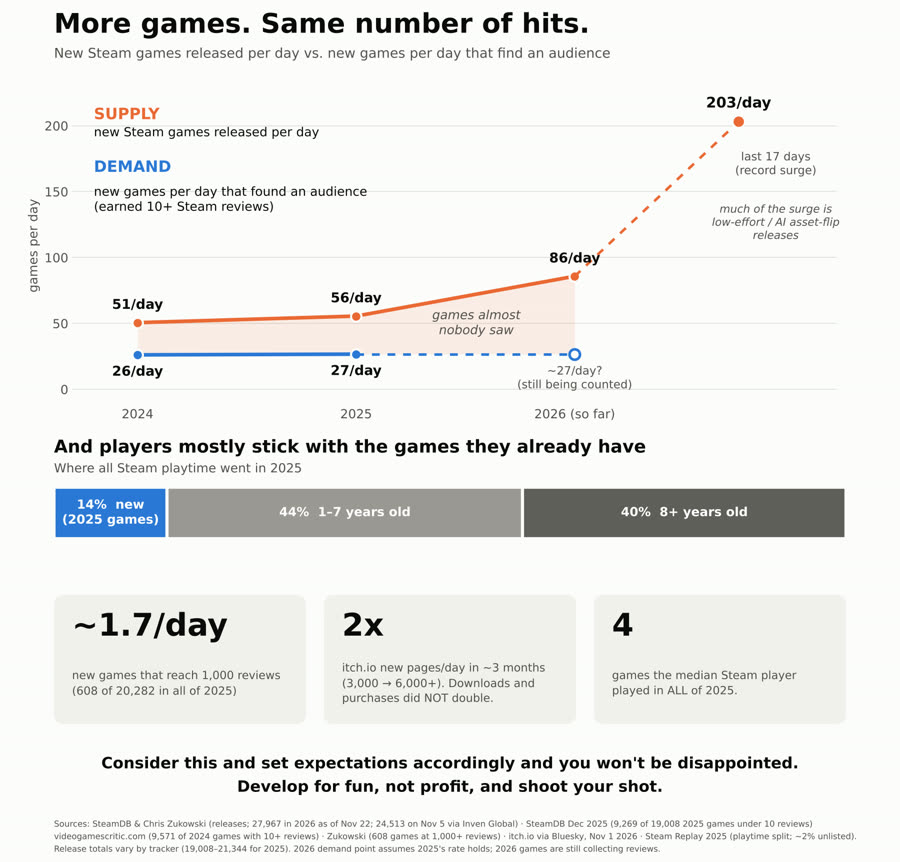 More games. Same number of hits.
New Steam games released per day vs. new games per day that find an audience
203/day
SUPPLY
200
new Steam games released per day
last 17 days
(record surge)
DEMAND
150
new games per day that found an audience
(earned 10+ Steam reviews)
much of the surge is
low-effort / AI asset-flip
releases
games per day
100
86/day
51/day
56/day
games almost
nobody saw
50
26/day
27/day
~27/day?
(still being counted)
0
2024
2025
2026 (so far)
And players mostly stick with the games they already have
Where all Steam playtime went in 2025
14% new
(2025 games)
44% 1–7 years old
40% 8+ years old
~1.7/day
new games that reach 1,000 reviews
(608 of 20,282 in all of 2025)
2x
itch.io new pages/day in ~3 months
(3,000 → 6,000+). Downloads and
purchases did NOT double.
4
games the median Steam player
played in ALL of 2025.
Consider this and set expectations accordingly and you won't be disappointed.
Develop for fun, not profit, and shoot your shot.
Sources: SteamDB & Chris Zukowski (releases; 27,967 in 2026 as of Nov 22; 24,513 on Nov 5 via Inven Global) · SteamDB Dec 2025 (9,269 of 19,008 2025 games under 10 reviews)
videogamescritic.com (9,571 of 2024 games with 10+ reviews) · Zukowski (608 games at 1,000+ reviews) · itch.io via Bluesky, Nov 1 2026 · Steam Replay 2025 (playtime split; ~2% unlisted).
Release totals vary by tracker (19,008–21,344 for 2025). 2026 demand point assumes 2025's rate holds; 2026 games are still collecting reviews.